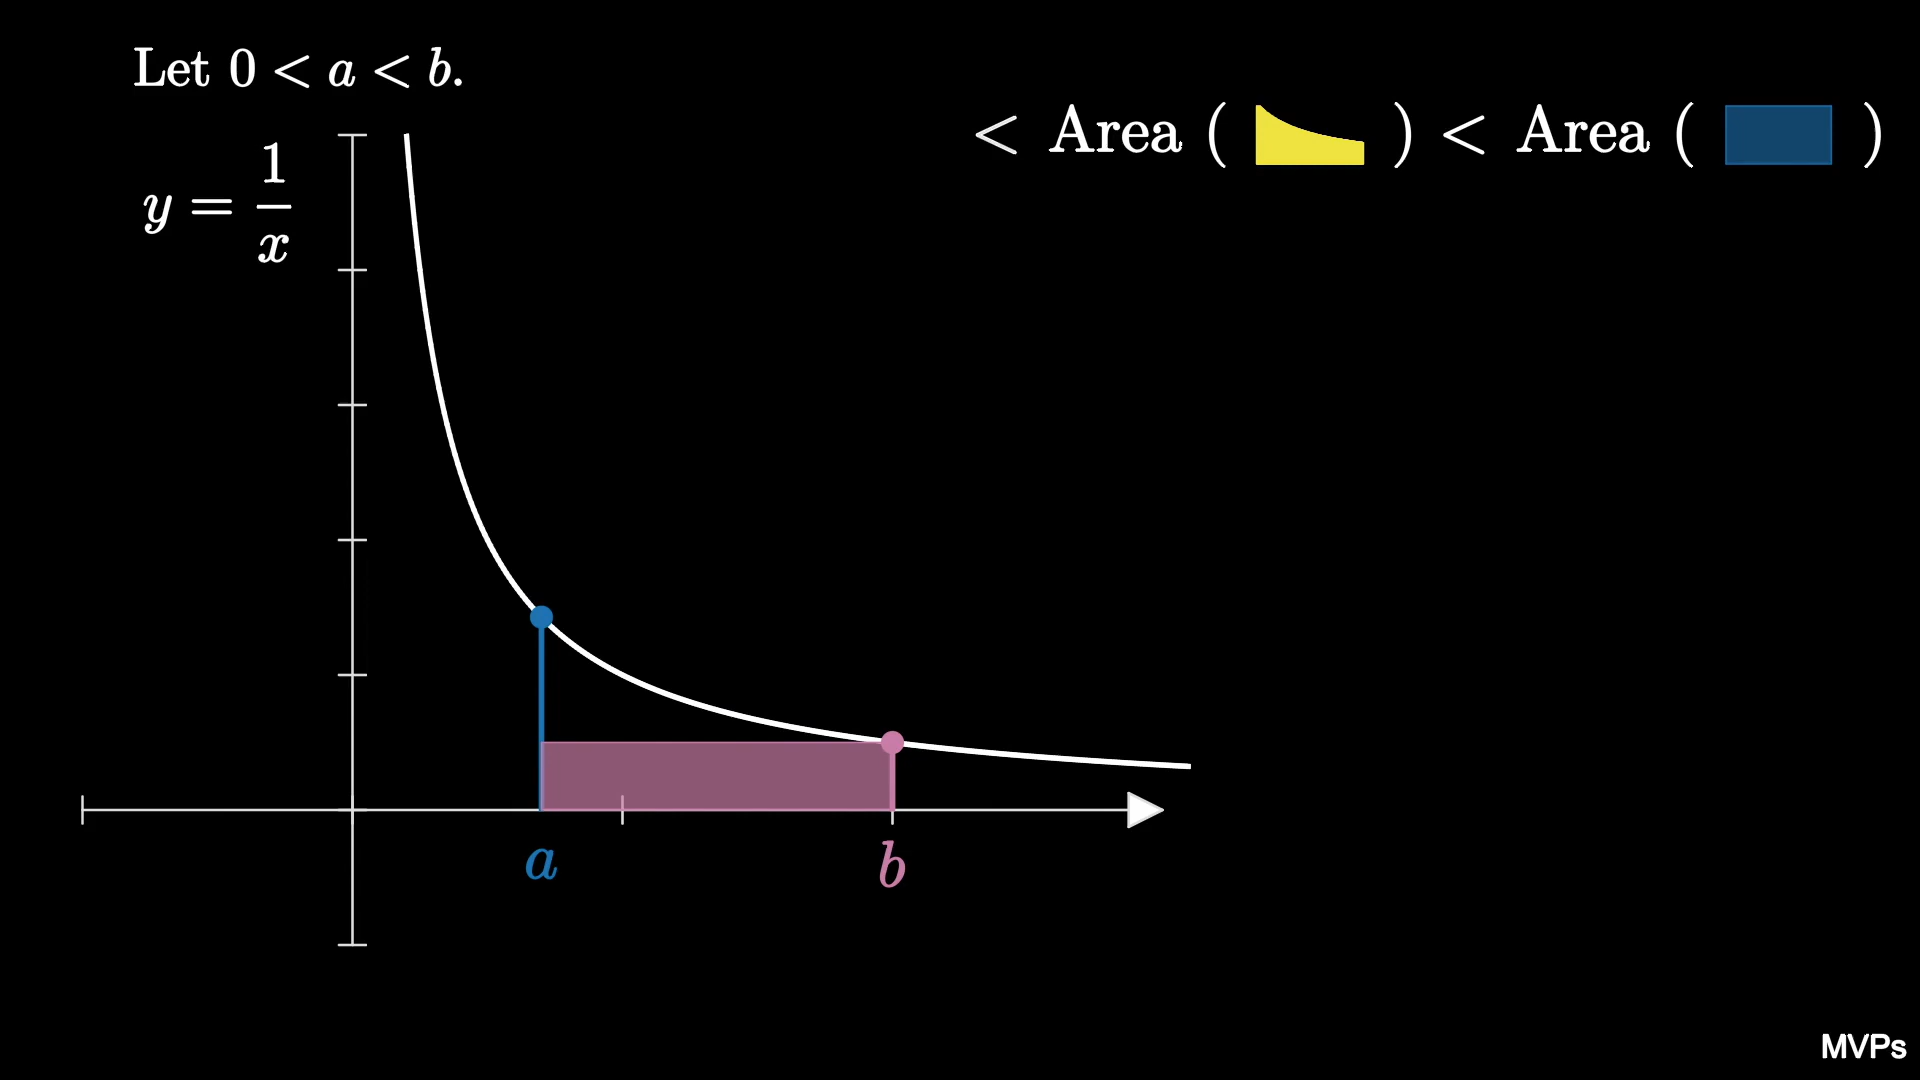 Let 0 < a < b.
< Area ( ) < Area ( )
y = 1/x
a
b
MVPs